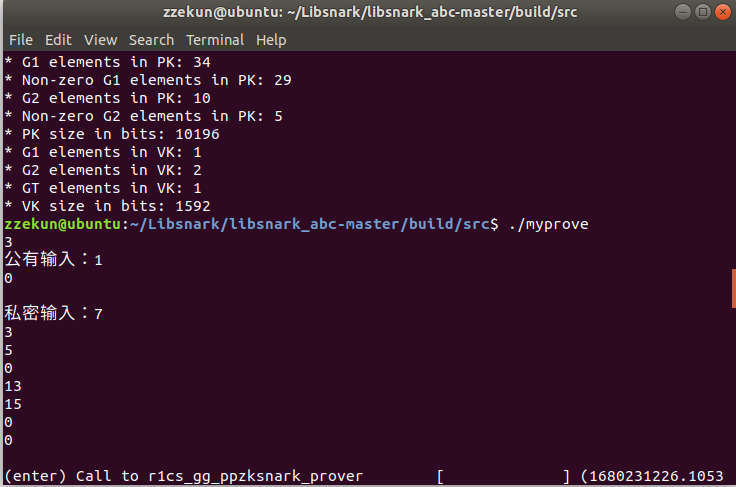 zzekun@ubuntu: ~/Libsnark/libsnark_abc-master/build/src
File Edit View Search Terminal Help
* G1 elements in PK: 34
* Non-zero G1 elements in PK: 29
* G2 elements in PK: 10
* Non-zero G2 elements in PK: 5
* PK size in bits: 10196
* G1 elements in VK: 1
* G2 elements in VK: 2
* GT elements in VK: 1
* VK size in bits: 1592
zzekun@ubuntu:~/Libsnark/libsnark_abc-master/build/src$ ./myprove
3
公有输入：1
0
私密输入：7
3
5
0
13
15
0
0
(enter) Call to r1cs_gg_ppzksnark_prover [ ] (1680231226.1053